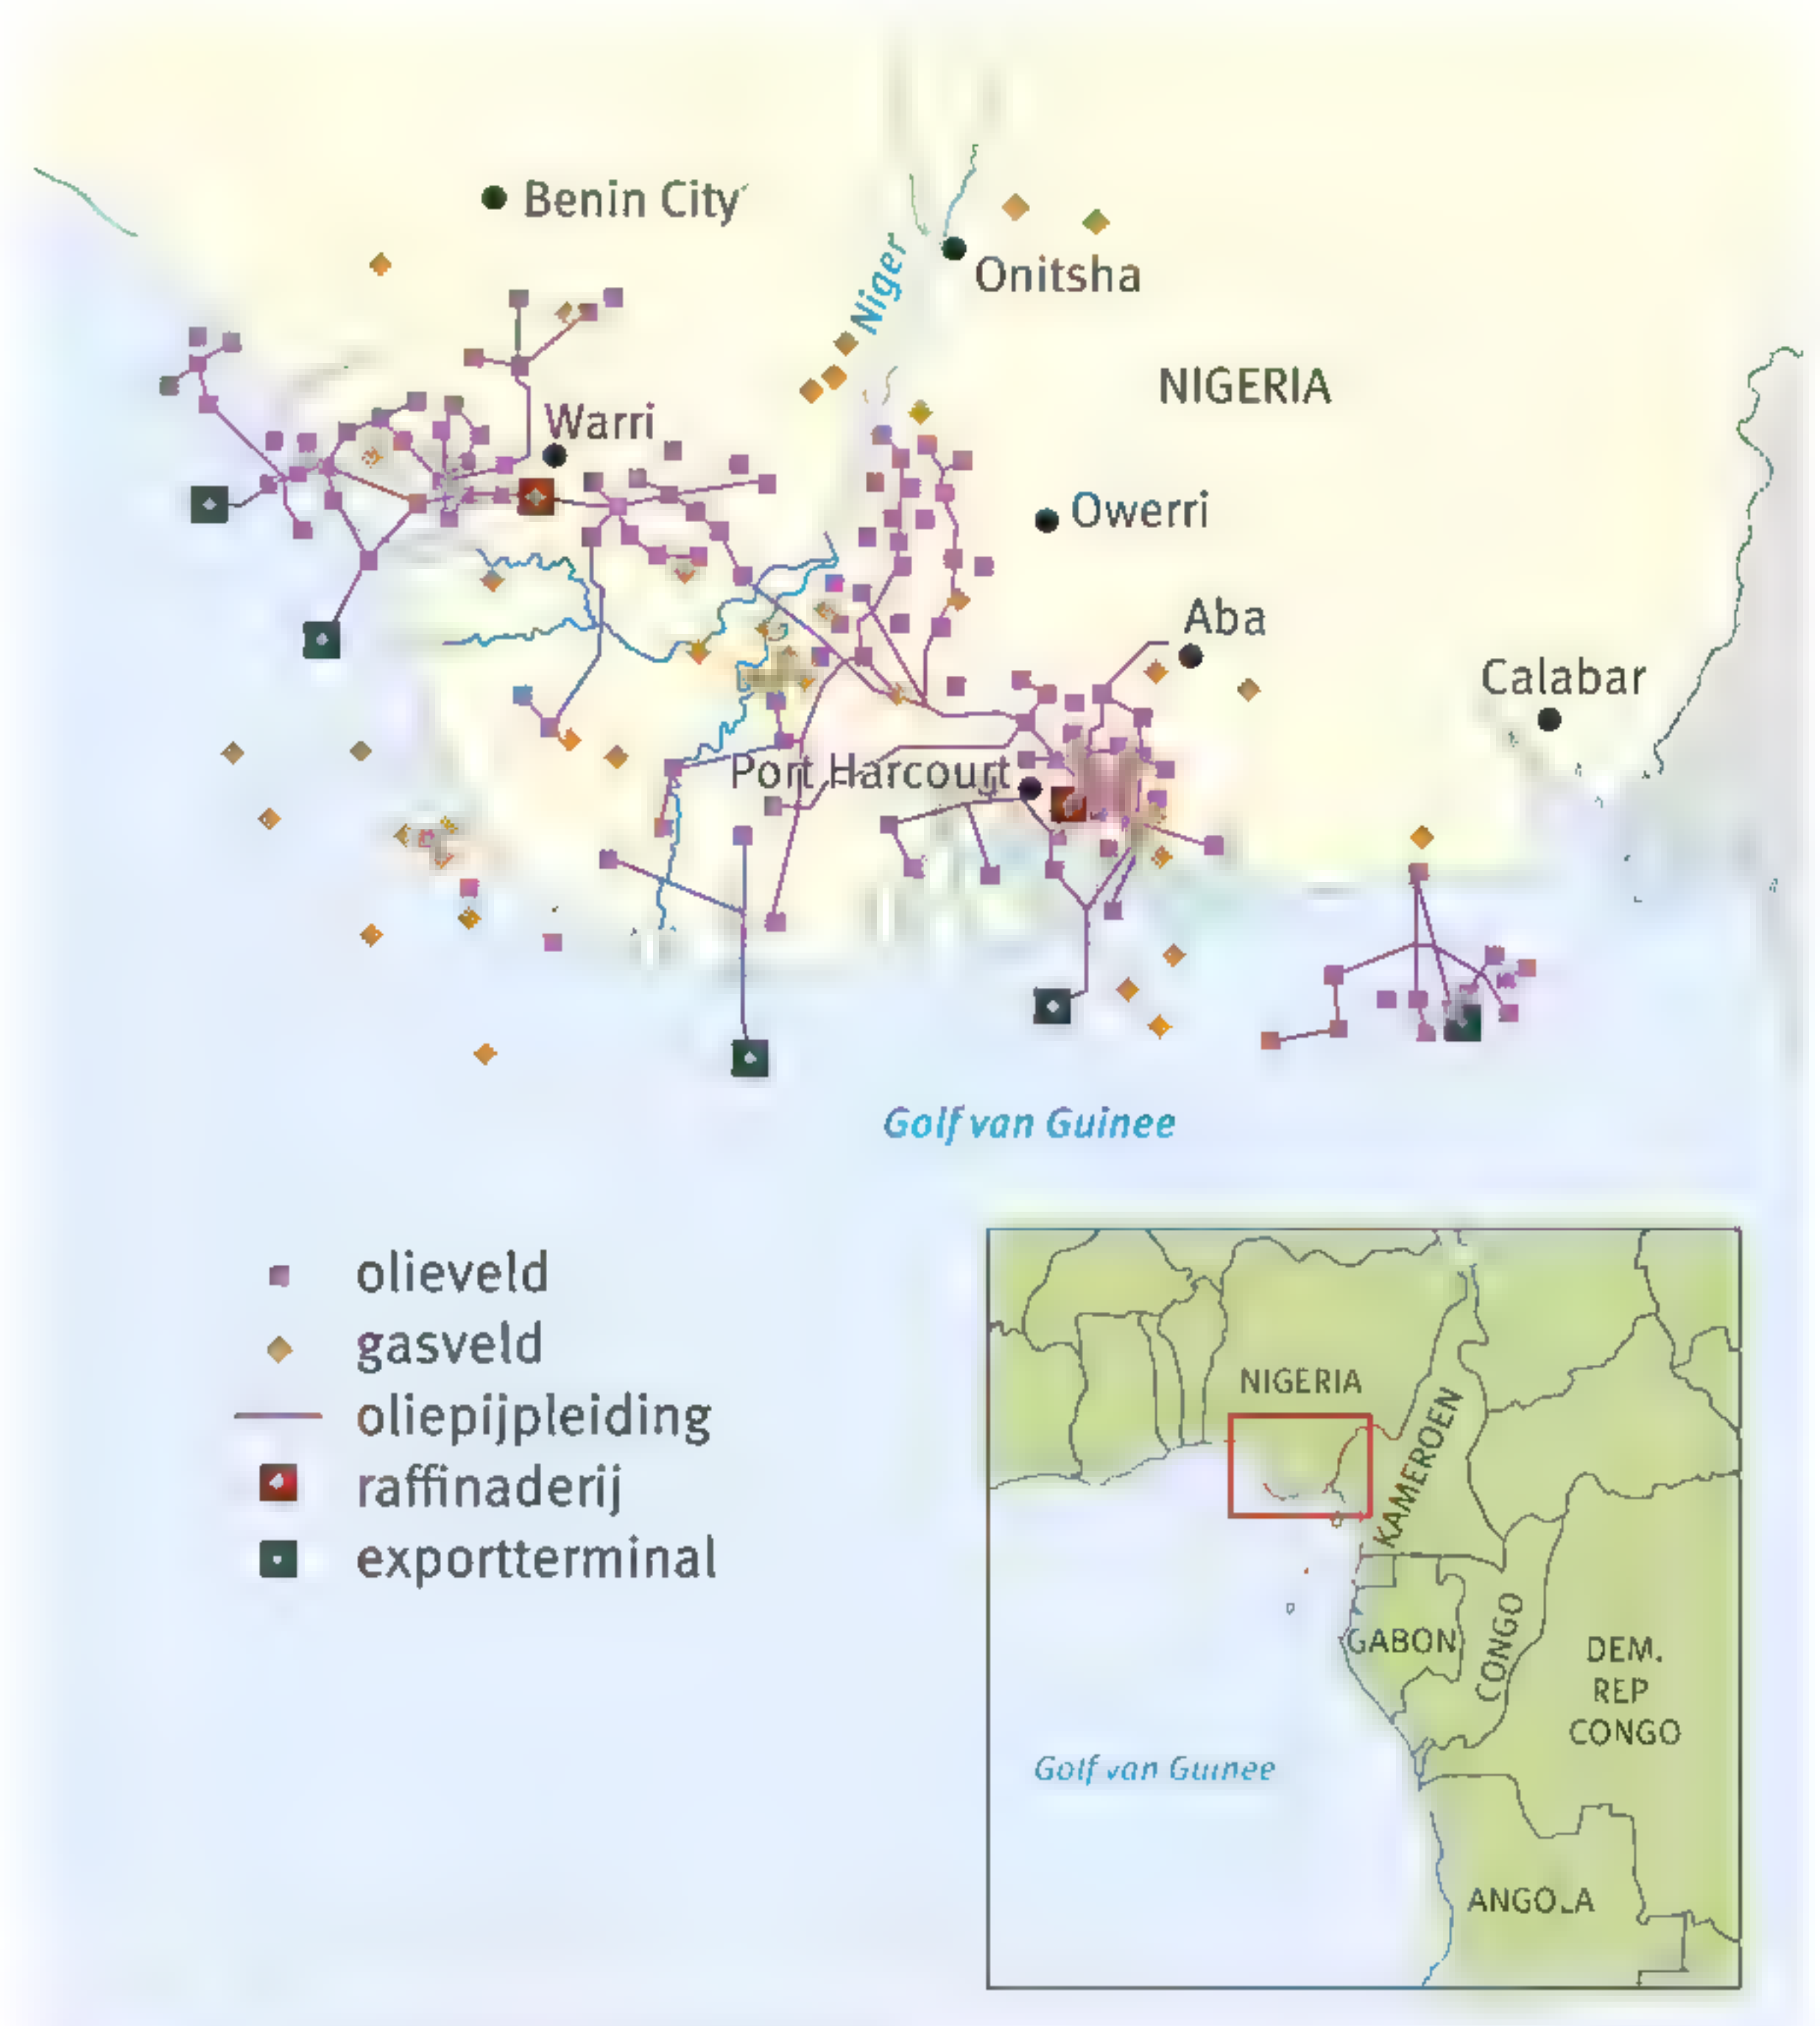 Benin City
Onitsha
Niger
NIGERIA
Warri
Owerri
Aba
Calabar
Port Harcourt
Golf van Guinee
olieveld
gasveld
oliepijpleiding
raffinaderij
exportterminal
NIGERIA
KAMEROEN
GABON
CONGO
DEM.
REP
CONGO
Golf van Guinee
ANGOLA